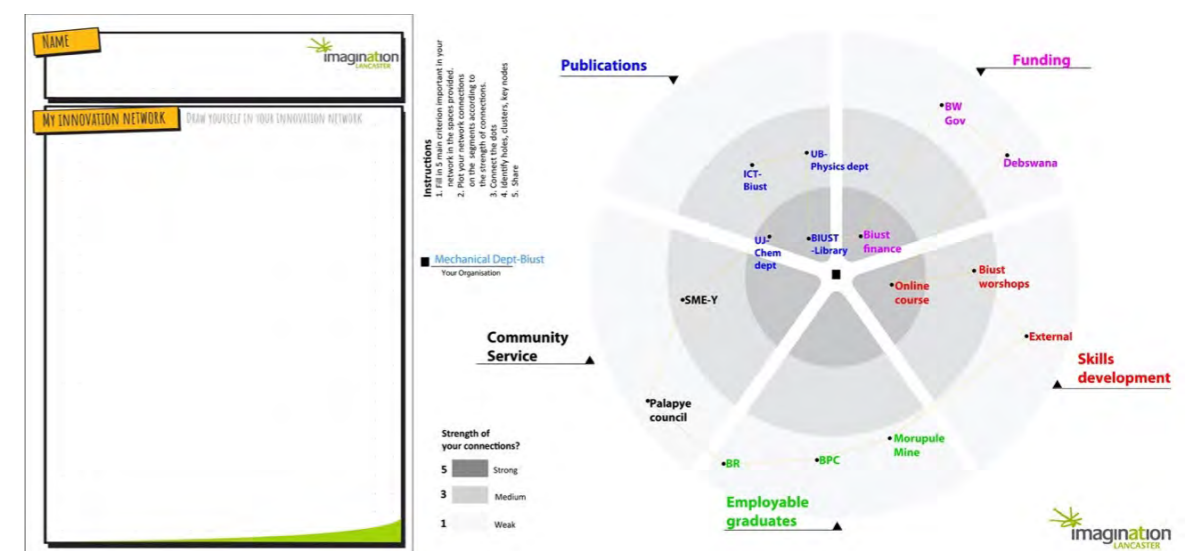 NAME
imagination
LANCASTER
MY INNOVATION NETWORK
DRAW YOURSELF IN YOUR INNOVATION NETWORK
Instructions
1. Fill in 5 main criterion important in your
network in the spaces provided.
2. Plot your network connections
on the segments according to
the strength of connections.
3. Connect the dots
4. Identify holes, clusters, key nodes
5. Share
Mechanical Dept-Biust
Your Organisation
Publications
Funding
BW
Gov
Debswana
UB-
Physics dept
ICT-
Biust
UJ-
Chem
dept
BIUST
-Library
Biust
finance
Online
course
Biust
worshops
External
Skills
development
SME-Y
Community
Service
Palapye
council
BR
BPC
Morupule
Mine
Employable
graduates
Strength of
your connections?
5 Strong
3 Medium
1 Weak
imagination
LANCASTER